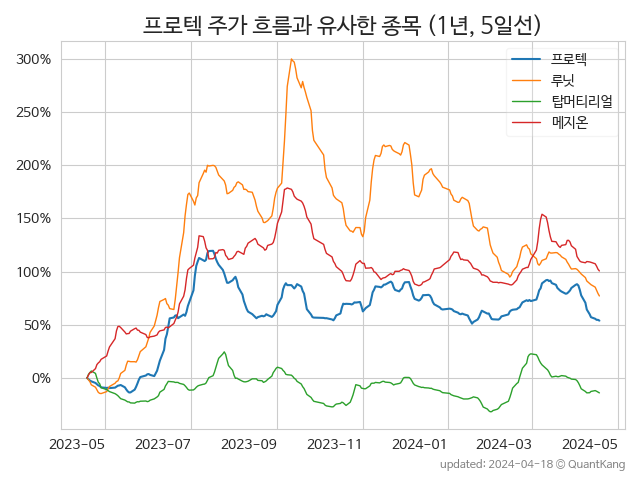 프로텍 주가 흐름과 유사한 종목 (1년, 5일선)
프로텍
루닛
탑머티리얼
메지온
300%
250%
200%
150%
100%
50%
0%
2023-05 2023-07 2023-09 2023-11 2024-01 2024-03 2024-05
updated: 2024-04-18 ⓒ QuantKang